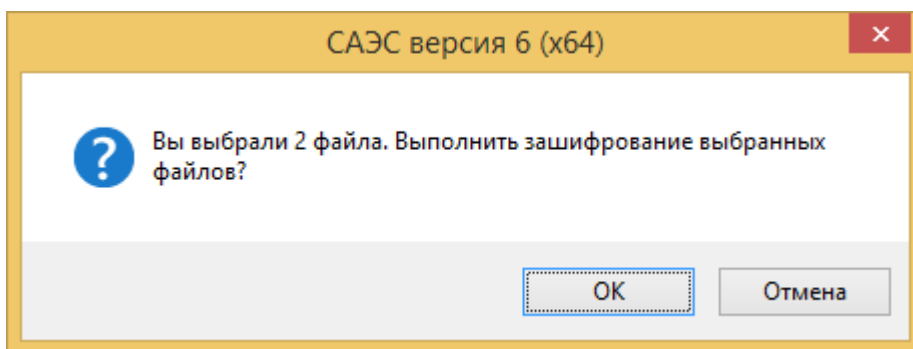 САЭС версия 6 (x64)
Вы выбрали 2 файла. Выполнить зашифрование выбранных
файлов?
OK
Отмена